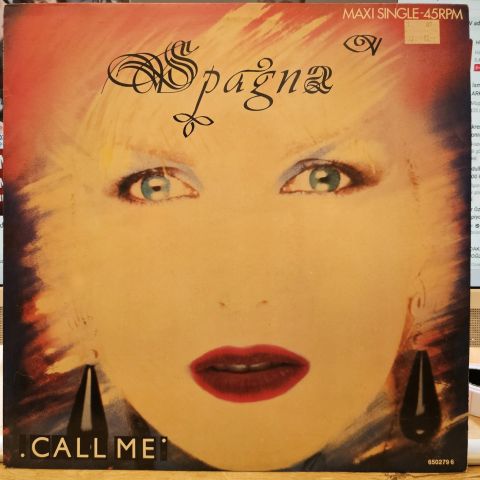 MAXI SINGLE-45RPM
Spagna
.CALL ME.
650279 6